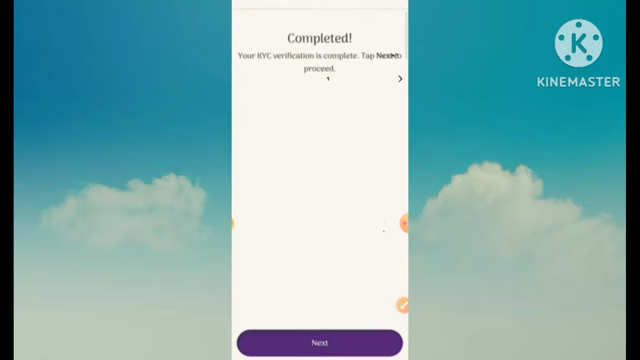 Completed!
Your KYC verification is complete. Tap Next to
proceed.
K
KINEMASTER
Next